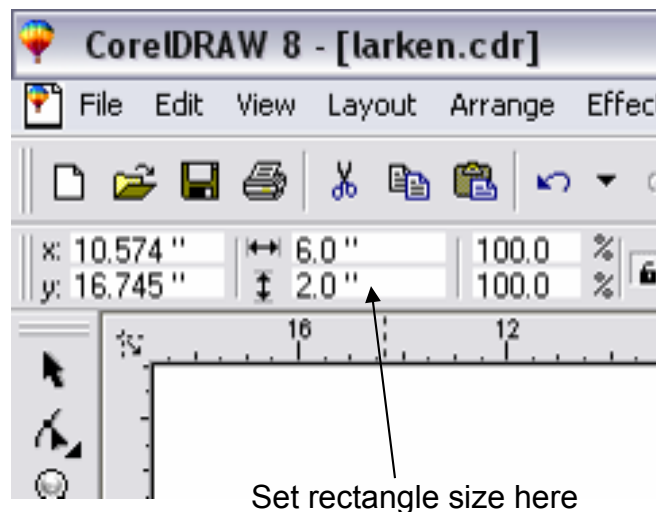 CorelDRAW 8 - [larken.cdr]
File Edit View Layout Arrange Effec
x: 10.574 " 6.0 " 100.0 %
y: 16.745 " 2.0 " 100.0 %
16 12
Set rectangle size here